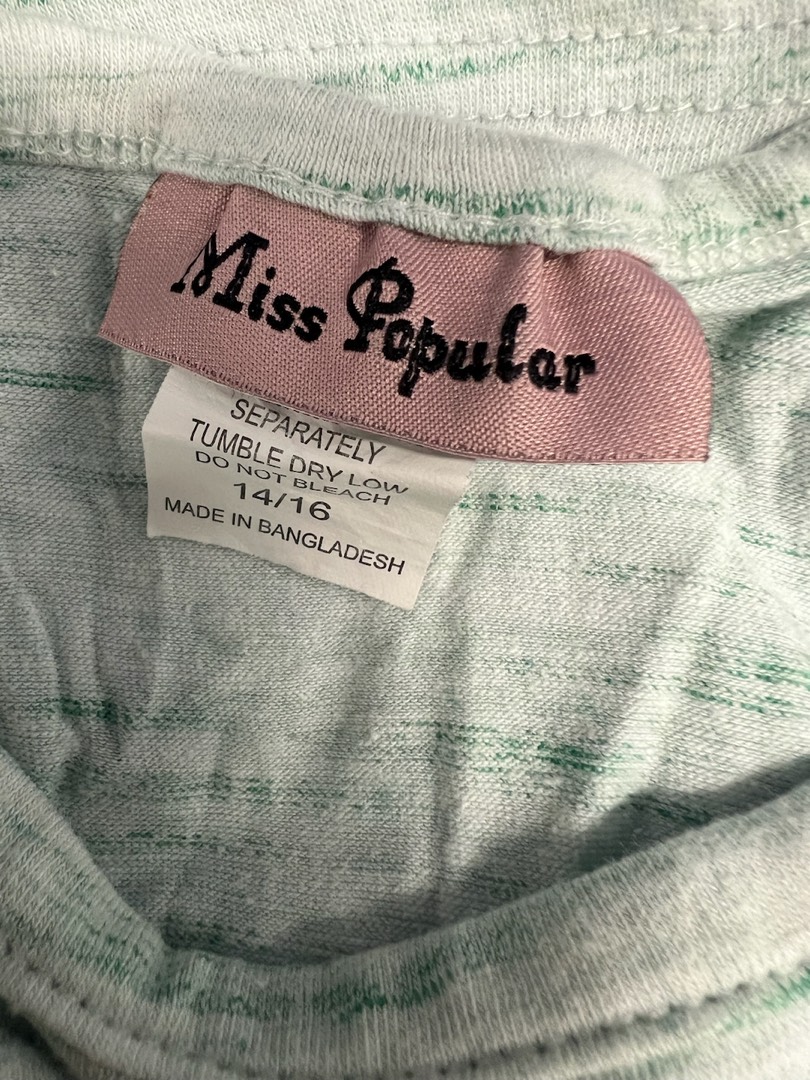 Miss Popular
SEPARATELY
TUMBLE DRY LOW
DO NOT BLEACH
14/16
MADE IN BANGLADESH